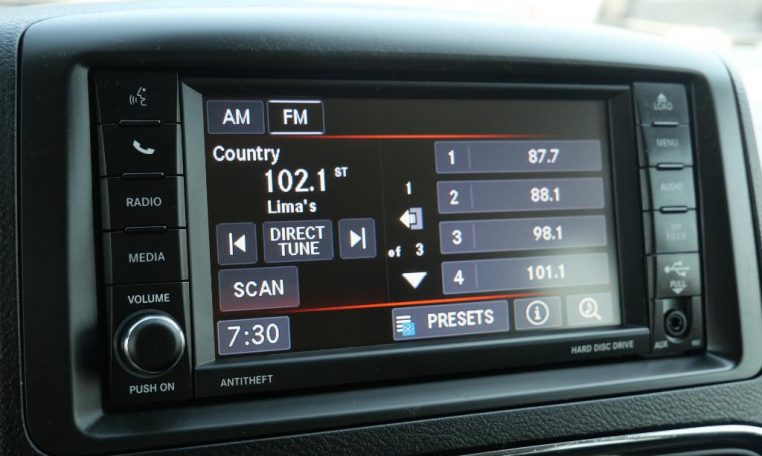 AM FM
Country
102.1 ST
Lima's
DIRECT
TUNE
SCAN
7:30
1
of 3
1 87.7
2 88.1
3 98.1
4 101.1
PRESETS
RADIO
MEDIA
VOLUME
PUSH ON
ANTITHEFT
HARD DISC DRIVE
LOAD
MENU
AUDIO
MY
FILES
PULL
AUX